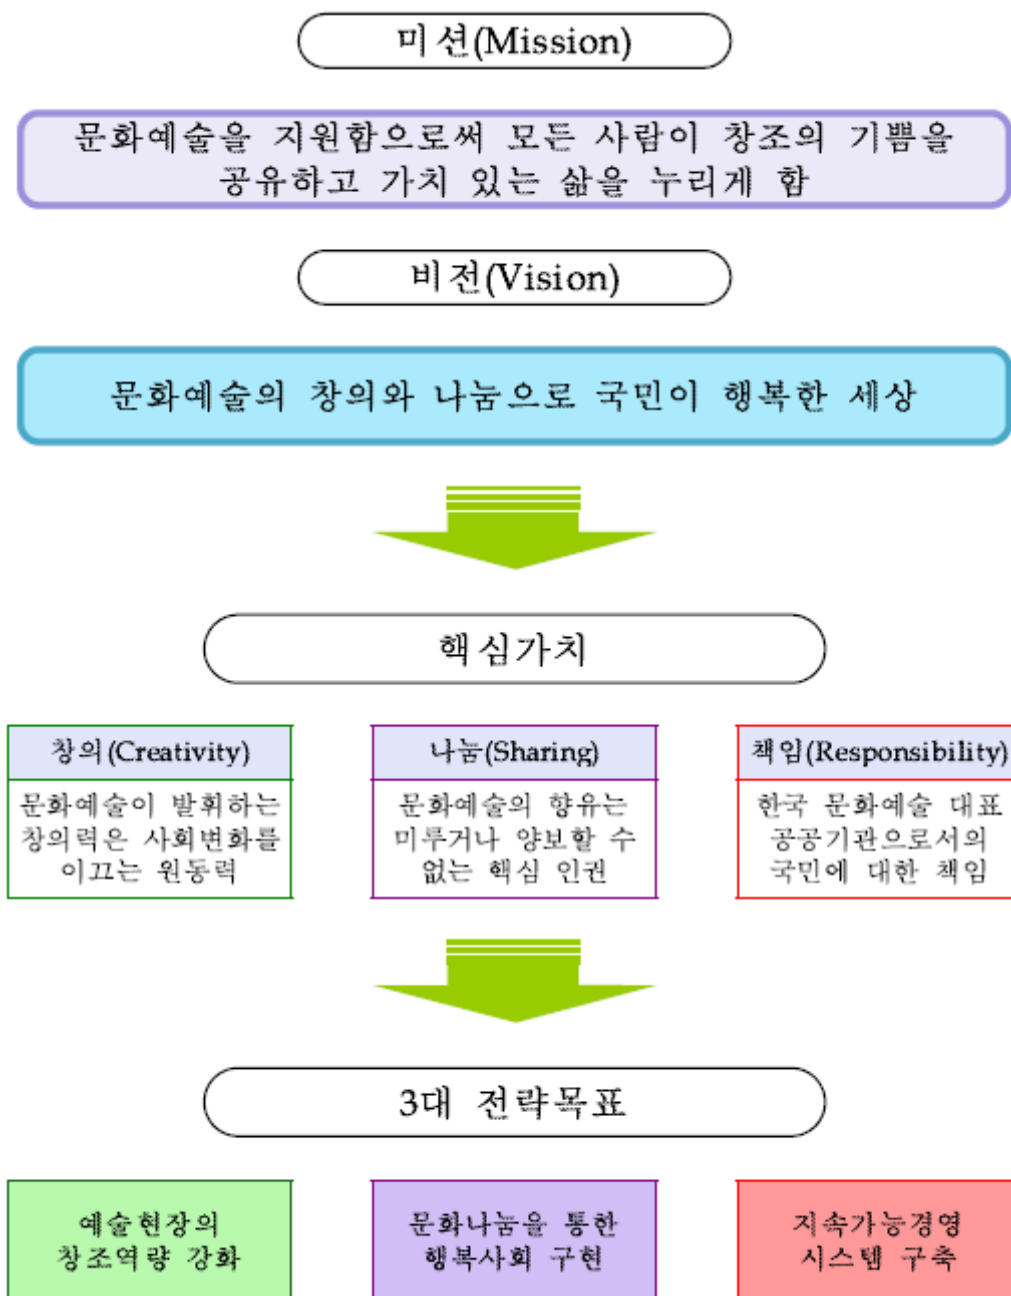 미션(Mission)
문화예술을 지원함으로써 모든 사람이 창조의 기쁨을
공유하고 가치 있는 삶을 누리게 함
비전(Vision)
문화예술의 창의와 나눔으로 국민이 행복한 세상
핵심가치
창의(Creativity)
문화예술이 발휘하는
창의력은 사회변화를
이끄는 원동력
나눔(Sharing)
문화예술의 향유는
미루거나 양보할 수
없는 핵심 인권
책임(Responsibility)
한국 문화예술 대표
공공기관으로서의
국민에 대한 책임
3대 전략목표
예술현장의
창조역량 강화
문화나눔을 통한
행복사회 구현
지속가능경영
시스템 구축